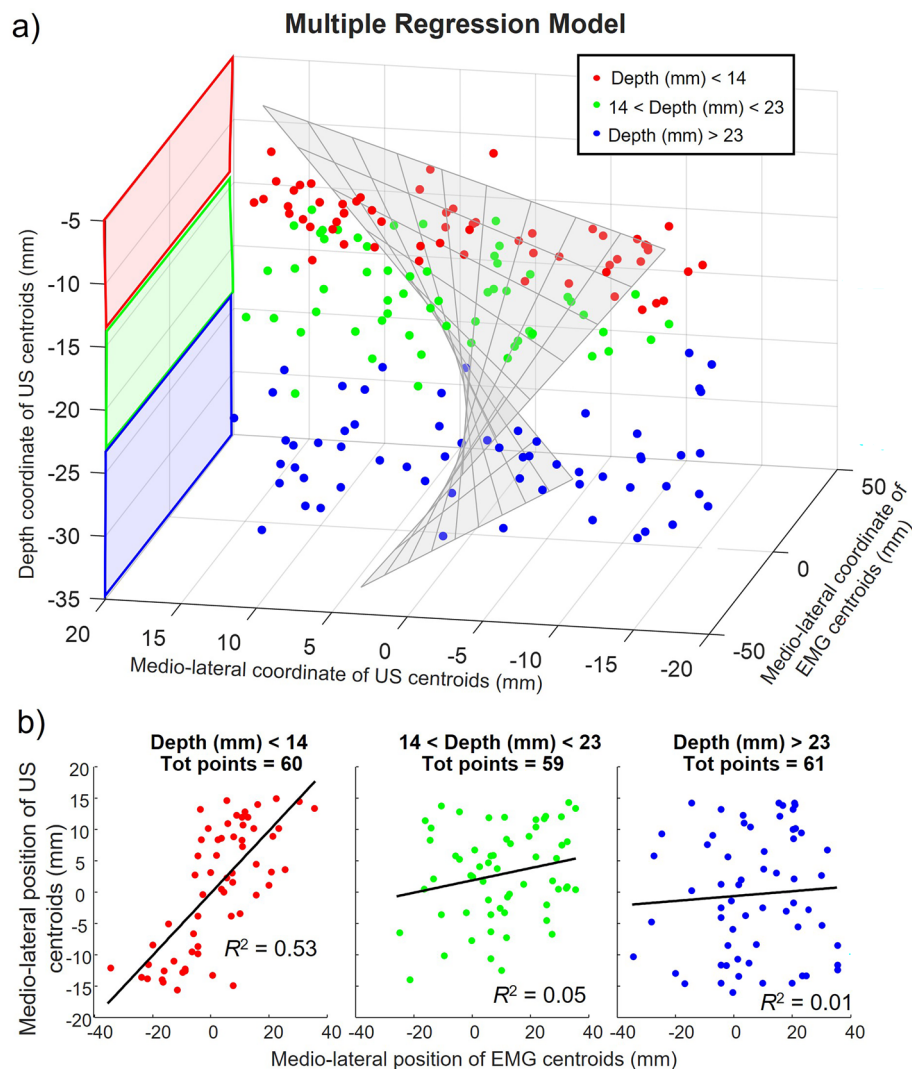 a)
Multiple Regression Model
Depth (mm) < 14
14 < Depth (mm) < 23
Depth (mm) > 23
Depth coordinate of US centroids (mm)
-5
-10
-15
-20
-25
-30
-35
20
15
10
5
0
-5
-10
-15
-20
Medio-lateral coordinate of US centroids (mm)
-50
0
50
Medio-lateral coordinate of
EMG centroids (mm)
b)
Depth (mm) < 14
Tot points = 60
14 < Depth (mm) < 23
Tot points = 59
Depth (mm) > 23
Tot points = 61
Medio-lateral position of US
centroids (mm)
20
15
10
5
0
-5
-10
-15
-20
R² = 0.53
R² = 0.05
R² = 0.01
-40
-20
0
20
40
-40
-20
0
20
40
-40
-20
0
20
40
Medio-lateral position of EMG centroids (mm)